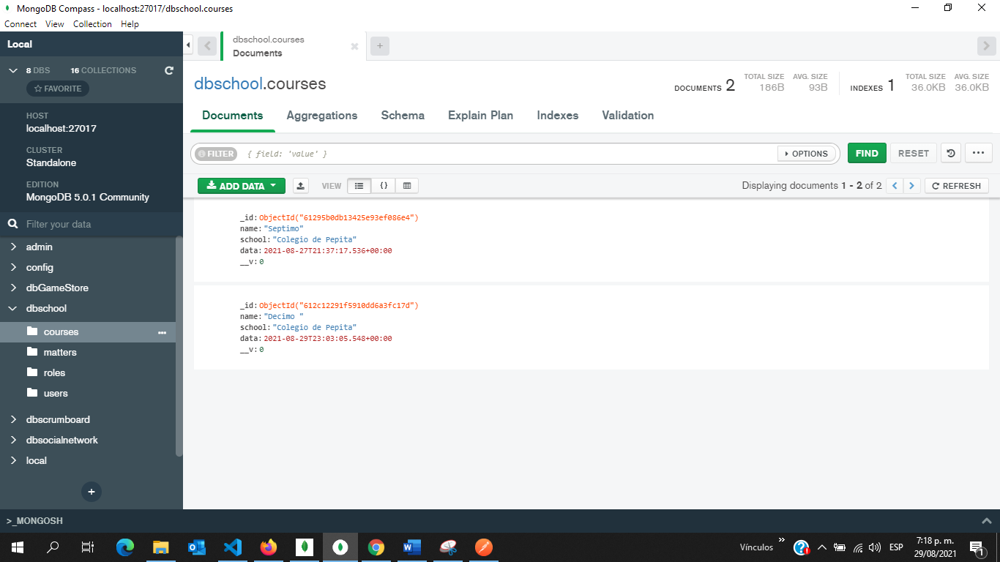 MongoDB Compass - localhost:27017/dbschool.courses
Connect View Collection Help
Local
8 DBS 16 COLLECTIONS
FAVORITE
HOST
localhost:27017
CLUSTER
Standalone
EDITION
MongoDB 5.0.1 Community
Filter your data
admin
config
dbGameStore
dbschool
courses
matters
roles
users
dbscrumboard
dbsocialnetwork
local
+
dbschool.courses
Documents
+
dbschool.courses
DOCUMENTS 2 TOTAL SIZE 186B AVG. SIZE 93B INDEXES 1 TOTAL SIZE 36.0KB AVG. SIZE 36.0KB
Documents Aggregations Schema Explain Plan Indexes Validation
FILTER { field: 'value' } OPTIONS FIND RESET ...
ADD DATA VIEW {} Displaying documents 1 - 2 of 2 REFRESH
_id: ObjectId("61295b0db13425e93ef086e4")
name: "Septimo"
school: "Colegio de Pepita"
data: 2021-08-27T21:37:17.536+00:00
__v: 0
_id: ObjectId("612c12291f5910dd6a3fc17d")
name: "Decimo "
school: "Colegio de Pepita"
data: 2021-08-29T23:03:05.548+00:00
__v: 0
>_MONGOSH
Vínculos » ESP 7:18 p. m.
29/08/2021
1